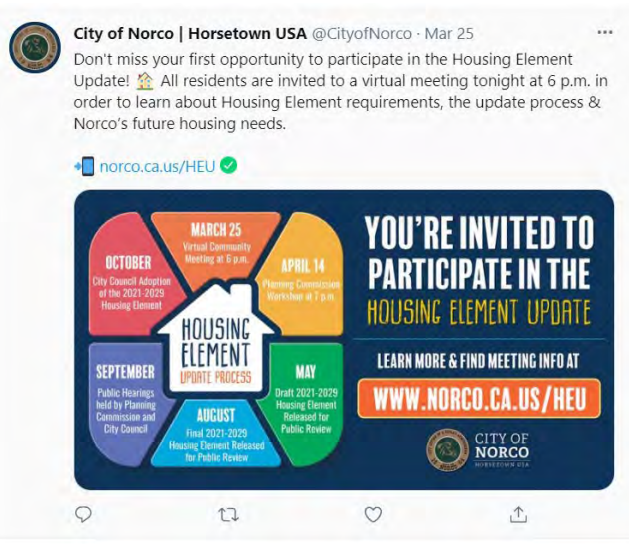 City of Norco | Horsetown USA @CityofNorco · Mar 25
Don't miss your first opportunity to participate in the Housing Element
Update! 🏠 All residents are invited to a virtual meeting tonight at 6 p.m. in
order to learn about Housing Element requirements, the update process &
Norco's future housing needs.
📲 norco.ca.us/HEU ✅
MARCH 25
Virtual Community
Meeting at 6 p.m.
APRIL 14
Planning Commission
Workshop at 7 p.m.
MAY
Draft 2021-2029
Housing Element
Released for
Public Review
AUGUST
Final 2021-2029
Housing Element Released
for Public Review
SEPTEMBER
Public Hearings
held by Planning
Commission and
City Council
OCTOBER
City Council Adoption
of the 2021-2029
Housing Element
HOUSING
ELEMENT
UPDATE PROCESS
YOU'RE INVITED TO
PARTICIPATE IN THE
HOUSING ELEMENT UPDATE
LEARN MORE & FIND MEETING INFO AT
WWW.NORCO.CA.US/HEU
CITY OF
NORCO
HORSETOWN USA